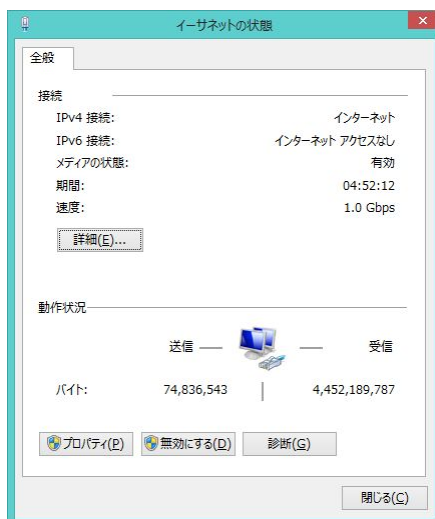 イーサネットの状態
全般
接続
IPv4 接続: インターネット
IPv6 接続: インターネット アクセスなし
メディアの状態: 有効
期間: 04:52:12
速度: 1.0 Gbps
詳細(E)...
動作状況
送信 受信
バイト: 74,836,543 4,452,189,787
プロパティ(P) 無効にする(D) 診断(G)
閉じる(C)